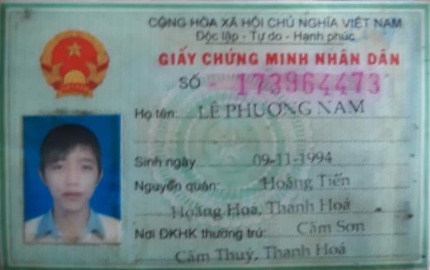 CỘNG HÒA XÃ HỘI CHỦ NGHĨA VIỆT NAM
Độc lập - Tự do - Hạnh phúc
GIẤY CHỨNG MINH NHÂN DÂN
SỐ 173964473
Họ tên: LÊ PHƯƠNG NAM
Sinh ngày 09-11-1994
Nguyên quán: Hoằng Tiến
Hoằng Hoá, Thanh Hoá
Nơi ĐKHK thường trú: Cẩm Sơn
Cẩm Thuỷ, Thanh Hoá